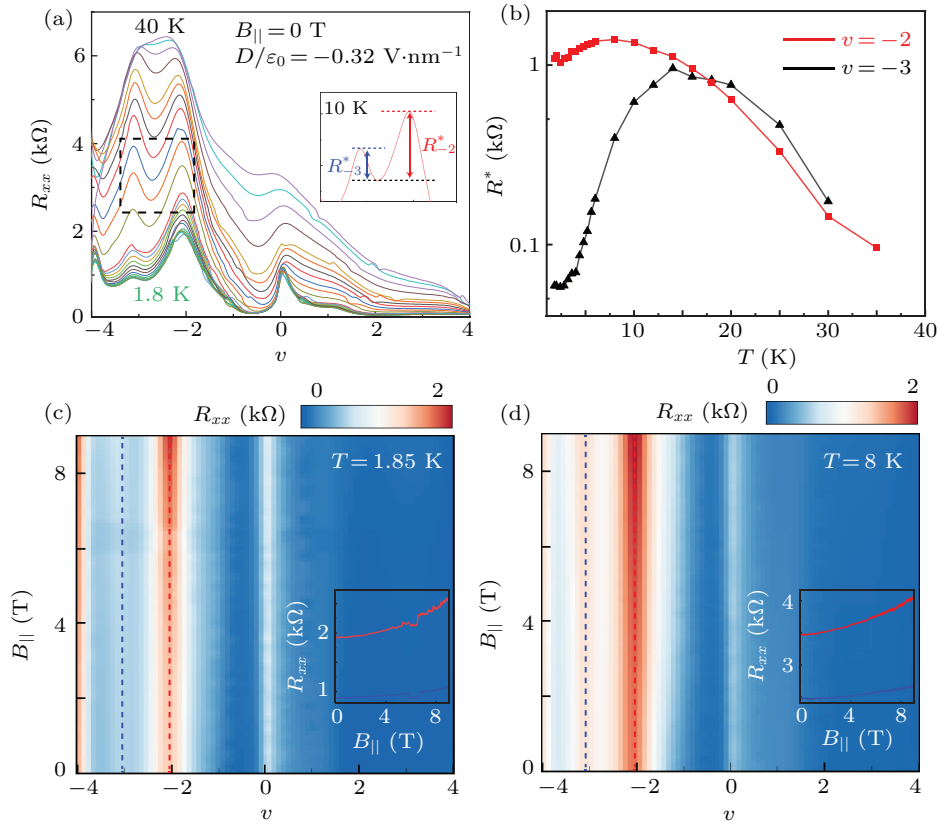 (a)
40 K
B|| = 0 T
D/ε0 = −0.32 V·nm−1
10 K
R*−3
R*−2
1.8 K
Rxx (kΩ)
6
4
2
0
−4 −2 0 2 4
v
(b)
v = −2
v = −3
R* (kΩ)
1
0.1
10 20 30 40
T (K)
(c)
0 2
Rxx (kΩ)
T = 1.85 K
B|| (T)
8
4
0
Rxx (kΩ)
2
1
0 4 8
B|| (T)
−4 −2 0 2 4
v
(d)
0 2
Rxx (kΩ)
T = 8 K
B|| (T)
8
4
0
Rxx (kΩ)
4
3
0 4 8
B|| (T)
−4 −2 0 2 4
v